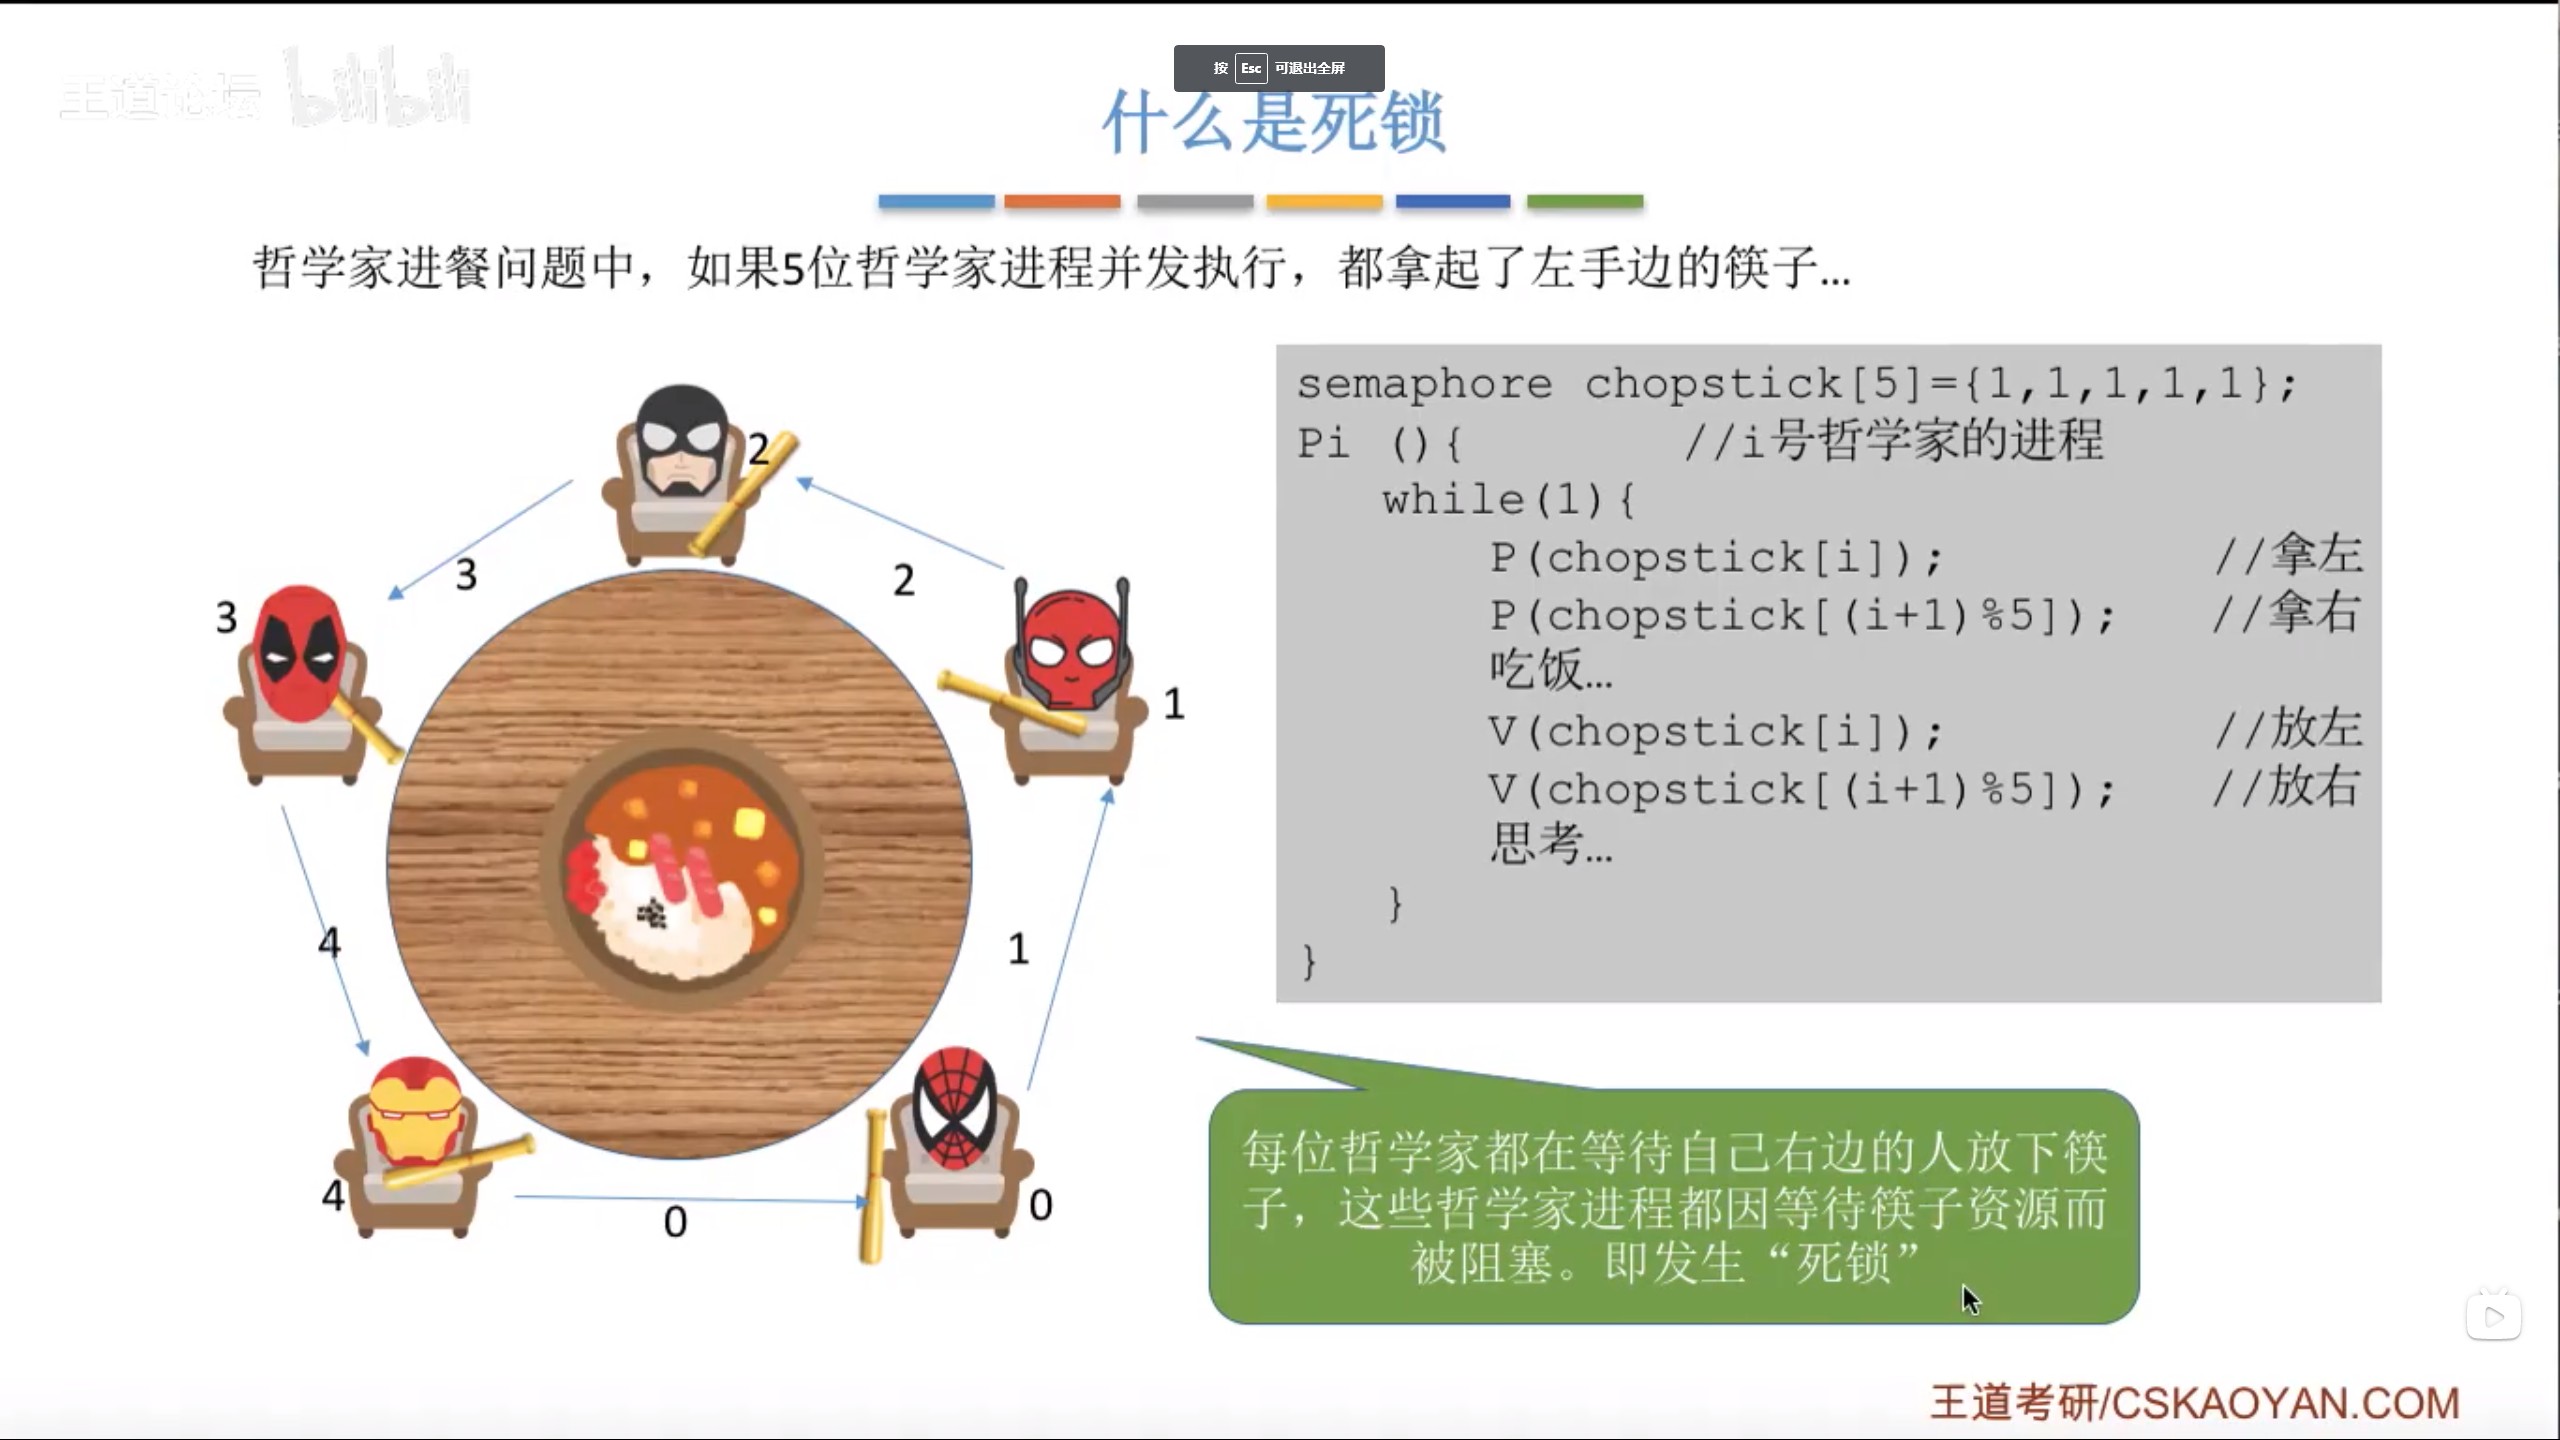 王道论坛 bilibili
按 Esc 可退出全屏
什么是死锁
哲学家进餐问题中，如果5位哲学家进程并发执行，都拿起了左手边的筷子...
2
3
2
3
1
4
1
4
0
0
semaphore chopstick[5]={1,1,1,1,1};
Pi (){ //i号哲学家的进程
while(1){
P(chopstick[i]); //拿左
P(chopstick[(i+1)%5]); //拿右
吃饭...
V(chopstick[i]); //放左
V(chopstick[(i+1)%5]); //放右
思考...
}
}
每位哲学家都在等待自己右边的人放下筷
子，这些哲学家进程都因等待筷子资源而
被阻塞。即发生“死锁”
王道考研/CSKAOYAN.COM